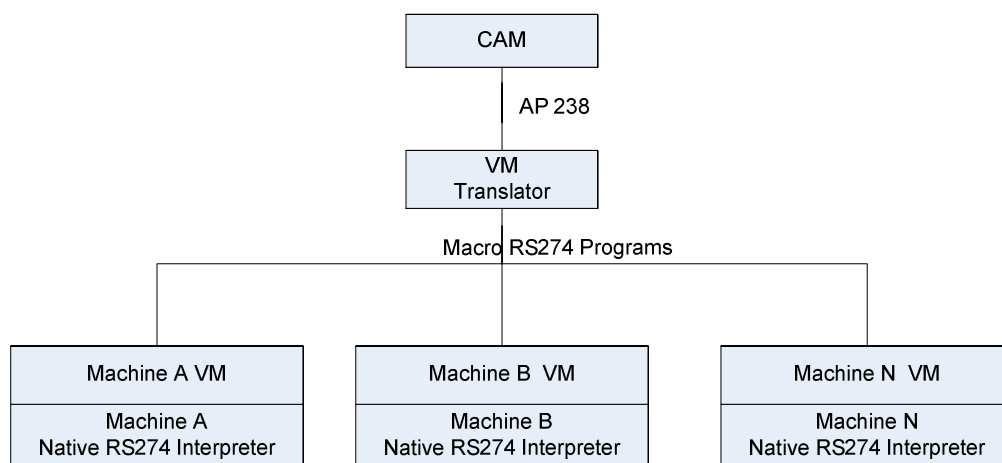 CAM
AP 238
VM
Translator
Macro RS274 Programs
Machine A VM
Machine B VM
Machine N VM
Machine A
Native RS274 Interpreter
Machine B
Native RS274 Interpreter
Machine N
Native RS274 Interpreter